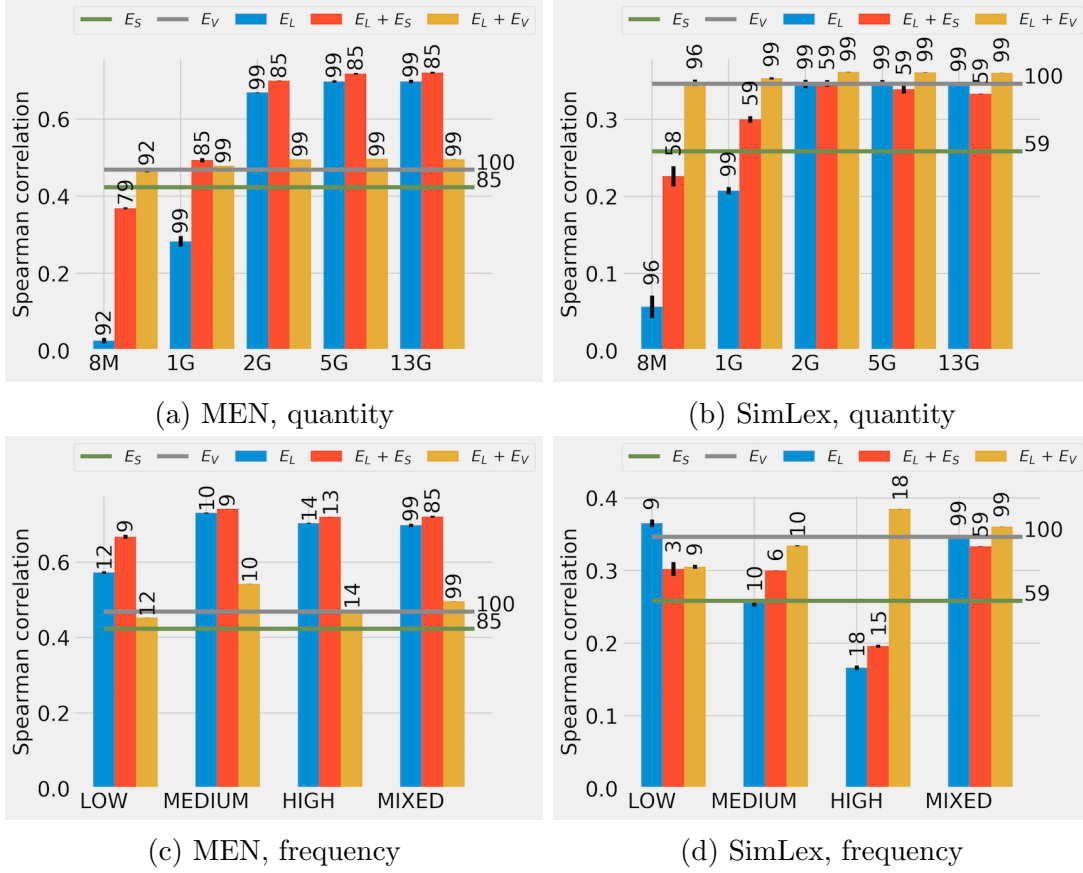 E_S E_V E_L E_L + E_S E_L + E_V
Spearman correlation
0.6
0.4
0.2
0.0
92 79 92
99 85 99
99 85 99
99 85 99
99 85 99
100
85
8M 1G 2G 5G 13G
(a) MEN, quantity
E_S E_V E_L E_L + E_S E_L + E_V
Spearman correlation
0.3
0.2
0.1
0.0
96 58 96
99 59 99
99 59 99
99 59 99
99 59 99
100
59
8M 1G 2G 5G 13G
(b) SimLex, quantity
E_S E_V E_L E_L + E_S E_L + E_V
Spearman correlation
0.6
0.4
0.2
0.0
12 9 12
10 9 10
14 13 14
99 85 99
100
85
LOW MEDIUM HIGH MIXED
(c) MEN, frequency
E_S E_V E_L E_L + E_S E_L + E_V
Spearman correlation
0.4
0.3
0.2
0.1
0.0
9 3 9
10 6 10
18 15 18
99 59 99
100
59
LOW MEDIUM HIGH MIXED
(d) SimLex, frequency